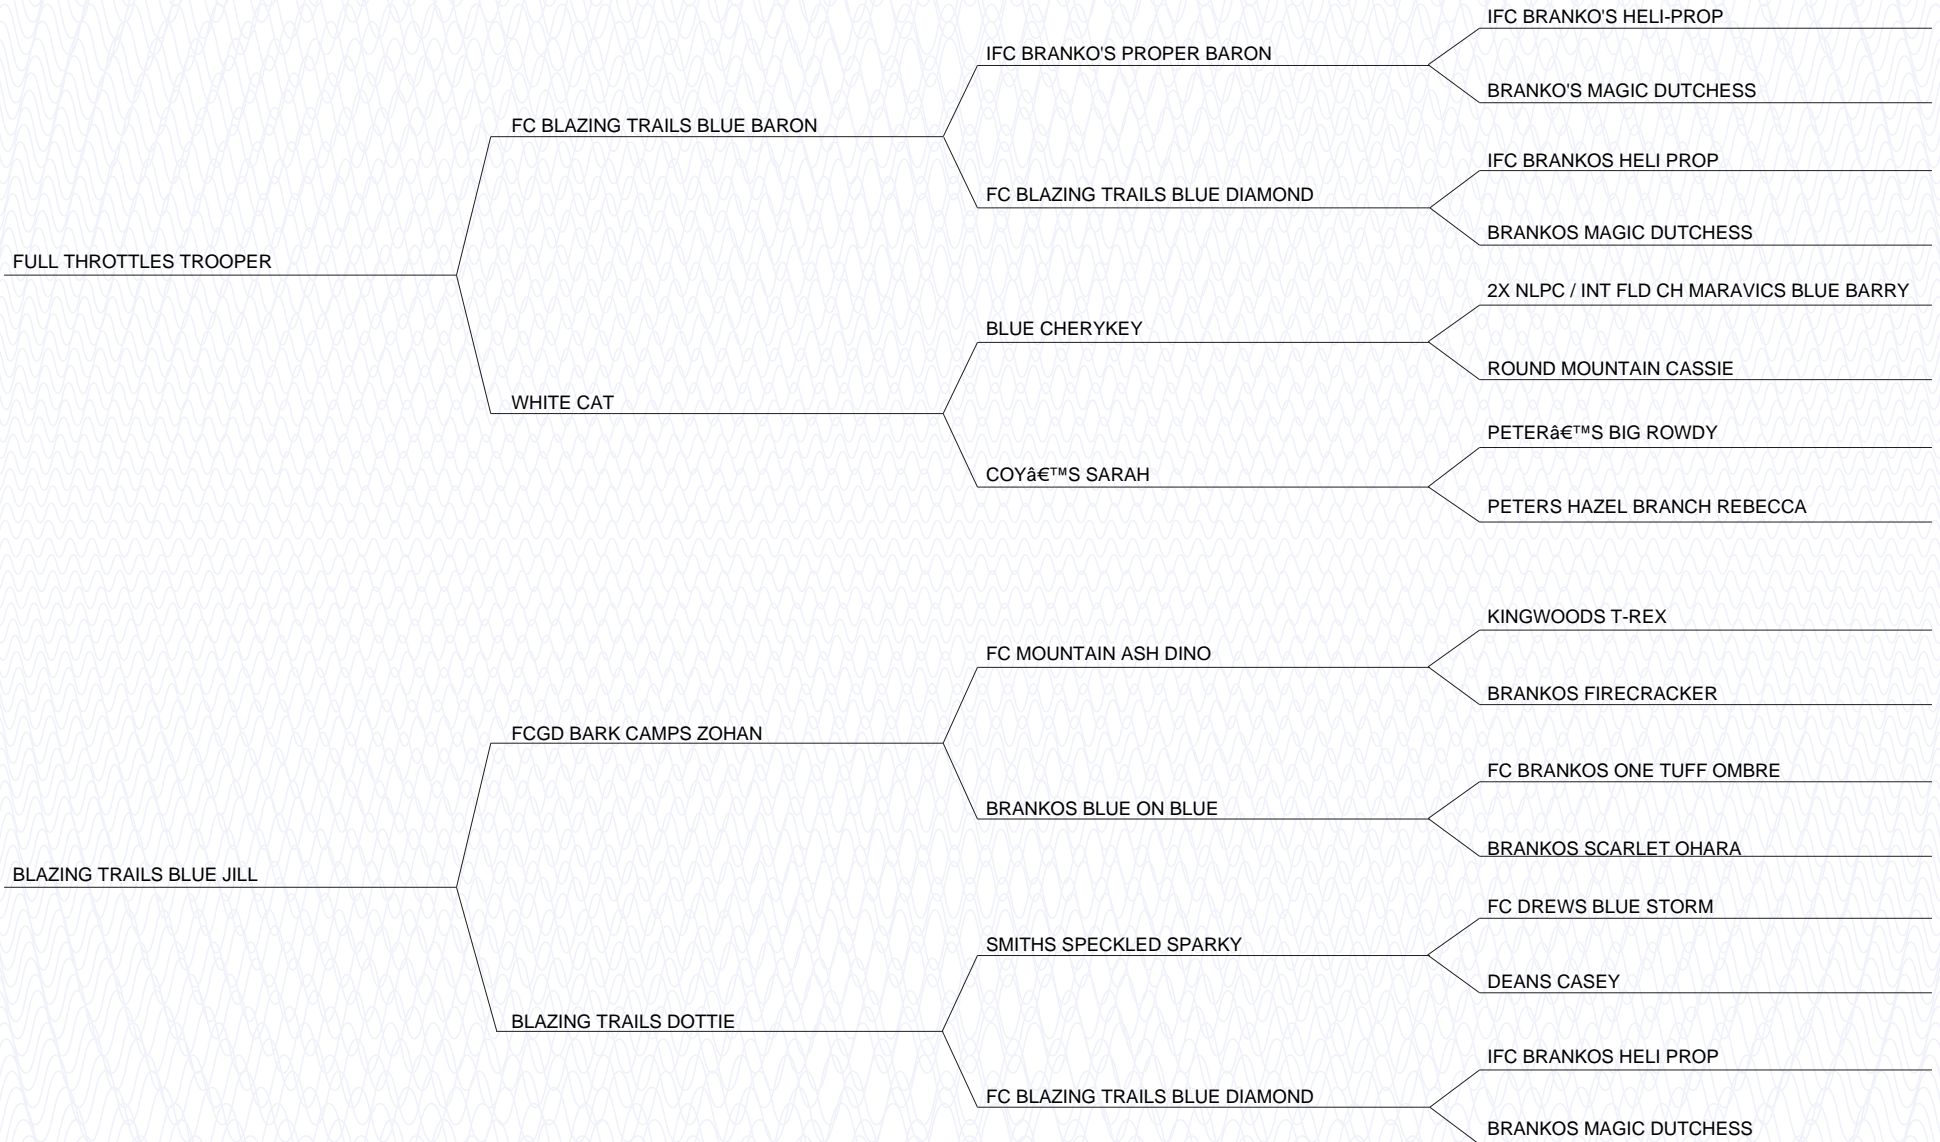 IFC BRANKO'S HELI-PROP
IFC BRANKO'S PROPER BARON
BRANKO'S MAGIC DUTCHESS
FC BLAZING TRAILS BLUE BARON
IFC BRANKOS HELI PROP
FC BLAZING TRAILS BLUE DIAMOND
BRANKOS MAGIC DUTCHESS
FULL THROTTLES TROOPER
2X NLPC / INT FLD CH MARAVICS BLUE BARRY
BLUE CHERYKEY
ROUND MOUNTAIN CASSIE
WHITE CAT
PETER’S BIG ROWDY
COY’S SARAH
PETERS HAZEL BRANCH REBECCA
KINGWOODS T-REX
FC MOUNTAIN ASH DINO
BRANKOS FIRECRACKER
FCGD BARK CAMPS ZOHAN
FC BRANKOS ONE TUFF OMBRE
BRANKOS BLUE ON BLUE
BRANKOS SCARLET OHARA
BLAZING TRAILS BLUE JILL
FC DREWS BLUE STORM
SMITHS SPECKLED SPARKY
DEANS CASEY
BLAZING TRAILS DOTTIE
IFC BRANKOS HELI PROP
FC BLAZING TRAILS BLUE DIAMOND
BRANKOS MAGIC DUTCHESS